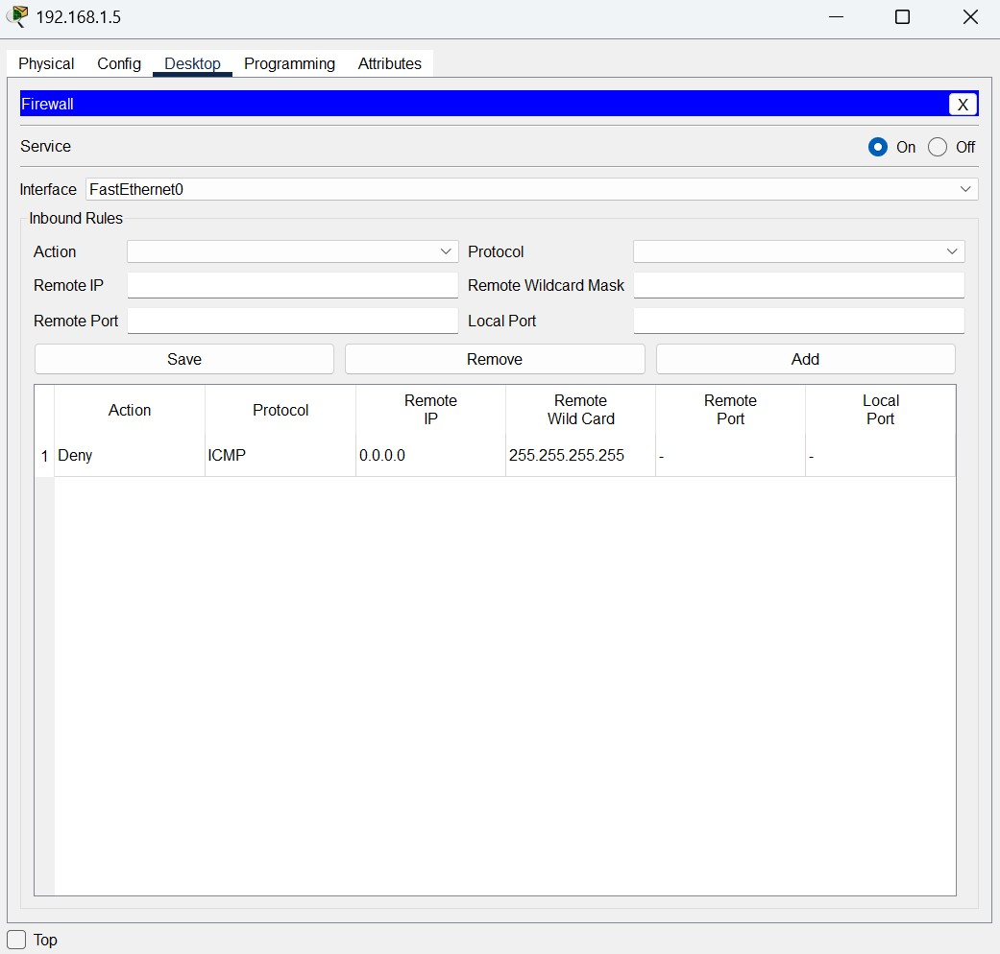 192.168.1.5
Physical Config Desktop Programming Attributes
Firewall X
Service On Off
Interface FastEthernet0
Inbound Rules
Action Protocol
Remote IP Remote Wildcard Mask
Remote Port Local Port
Save Remove Add
Action Protocol Remote IP Remote Wild Card Remote Port Local Port
1 Deny ICMP 0.0.0.0 255.255.255.255 - -
Top